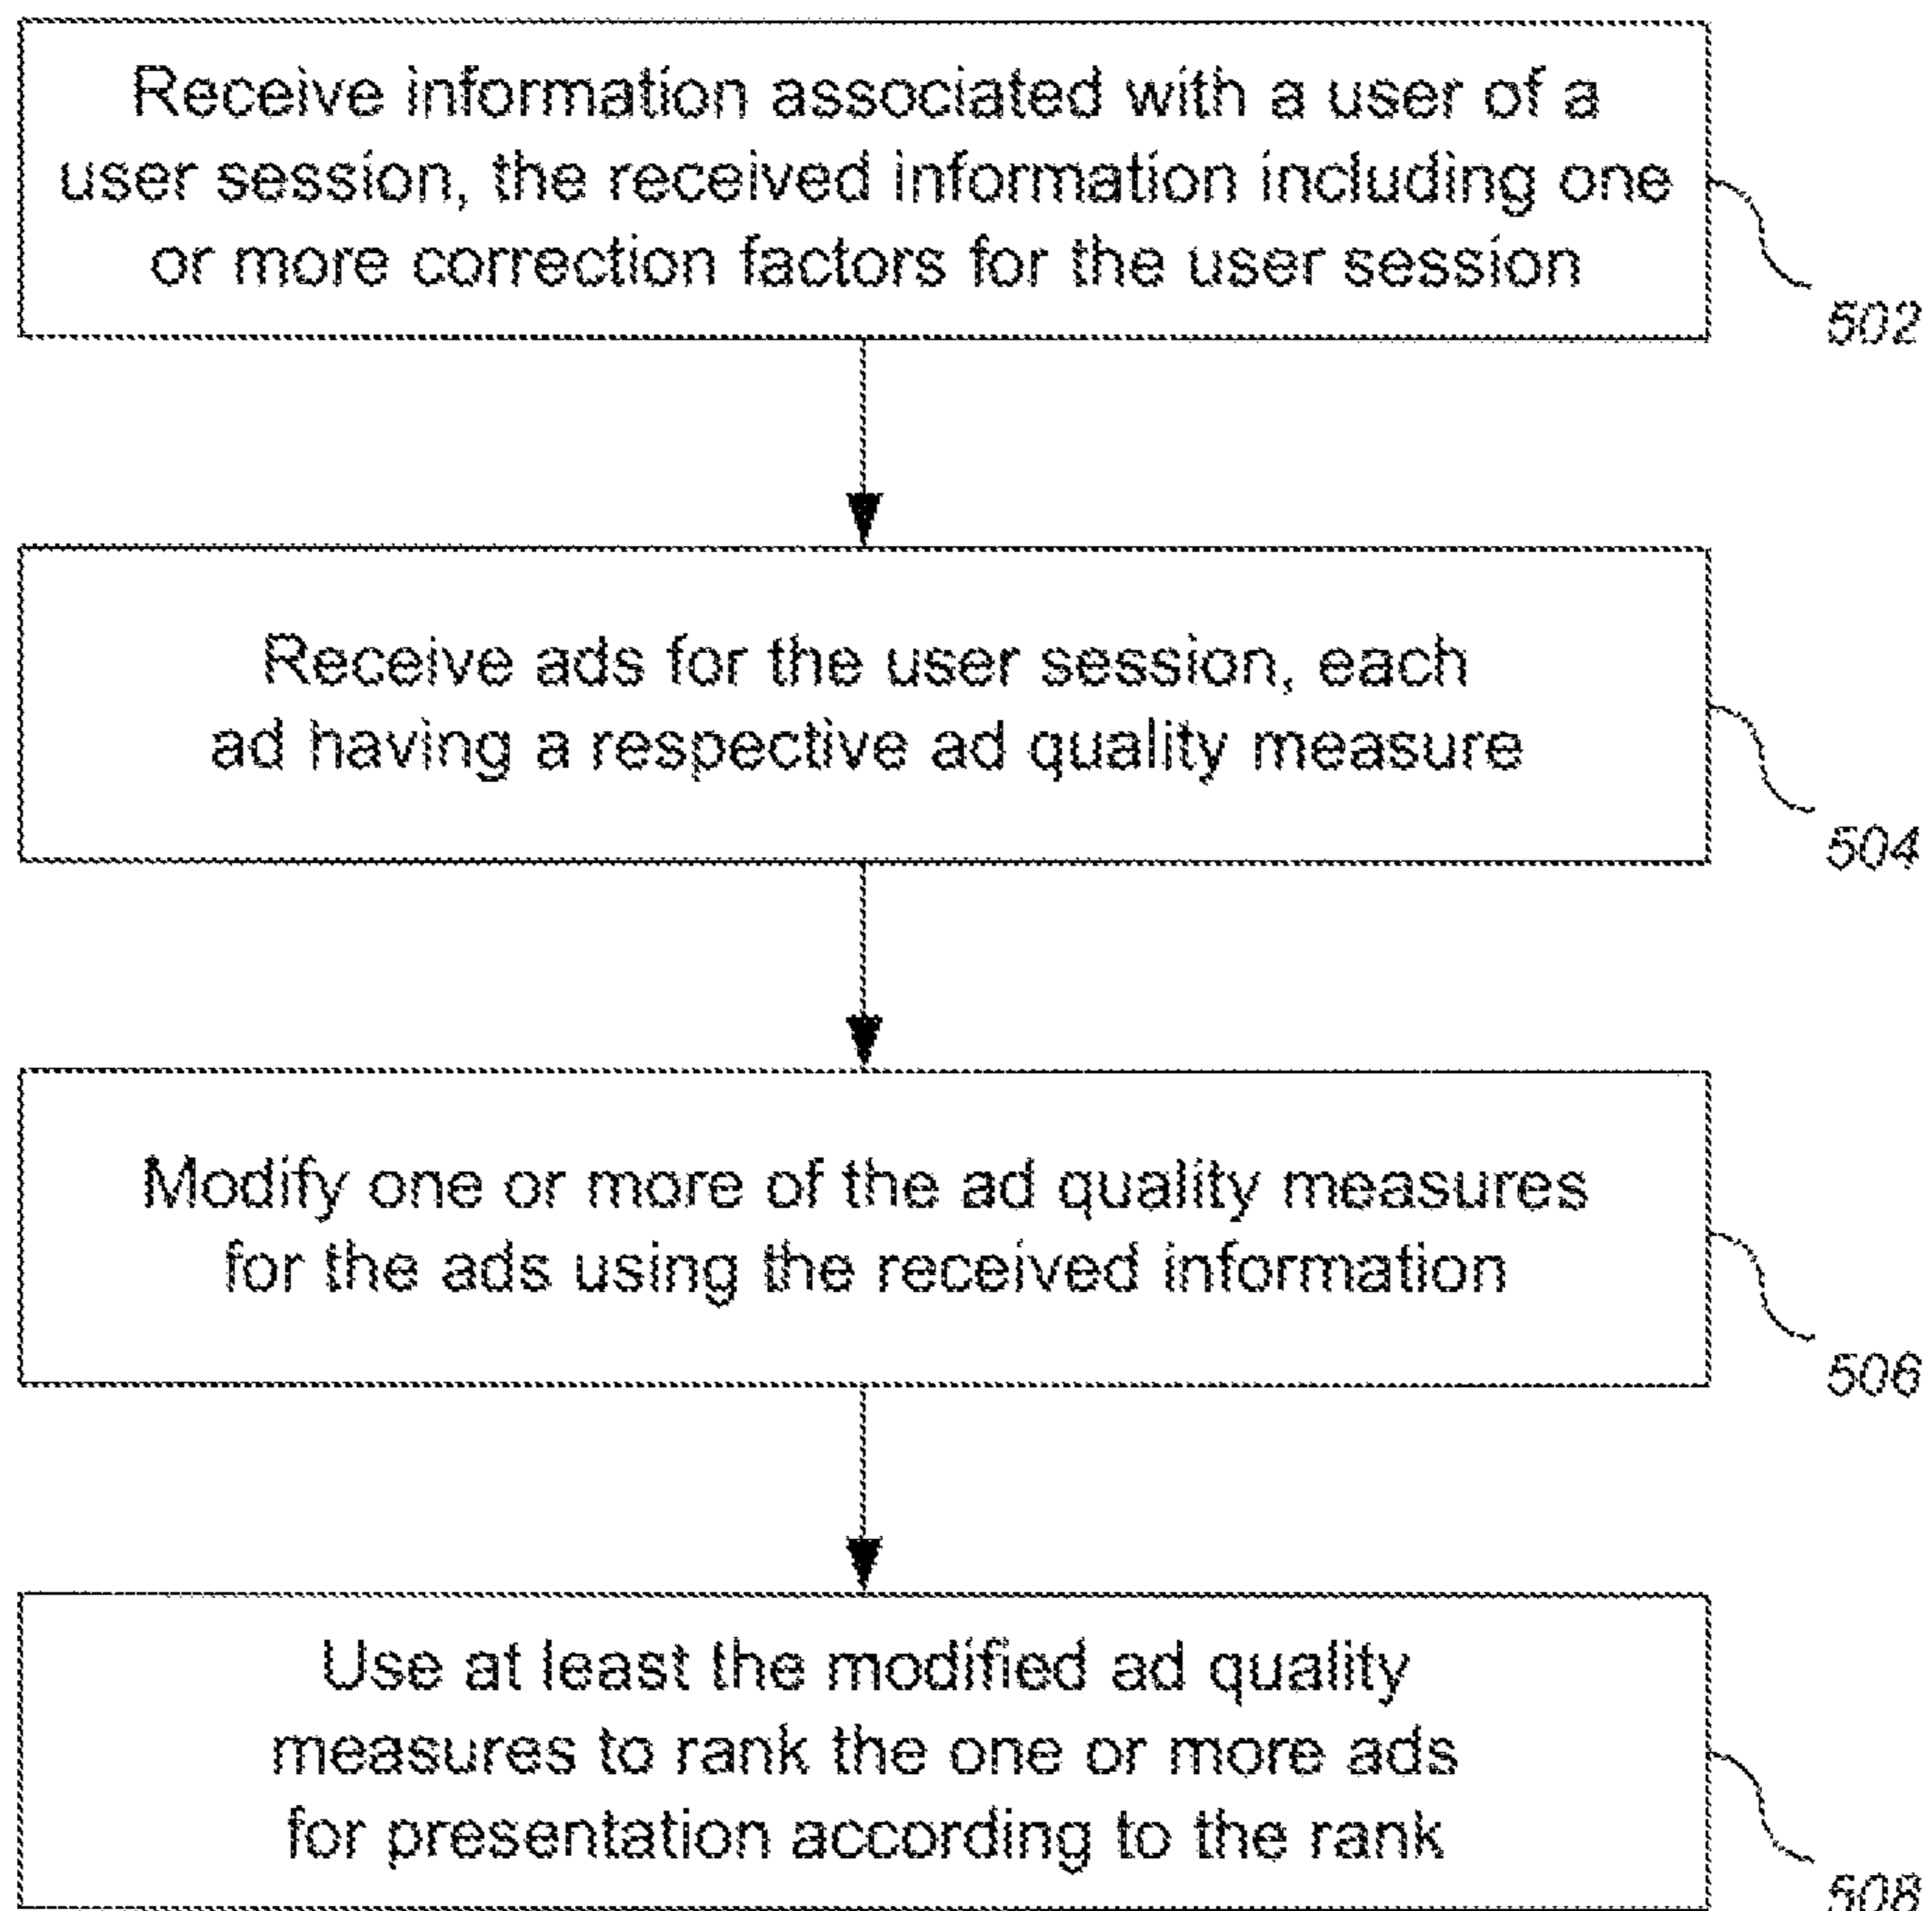 Receive information associated with a user of a
user session, the received information including one
or more correction factors for the user session
502
Receive ads for the user session, each
ad having a respective ad quality measure
504
Modify one or more of the ad quality measures
for the ads using the received information
506
Use at least the modified ad quality
measures to rank the one or more ads
for presentation according to the rank
508